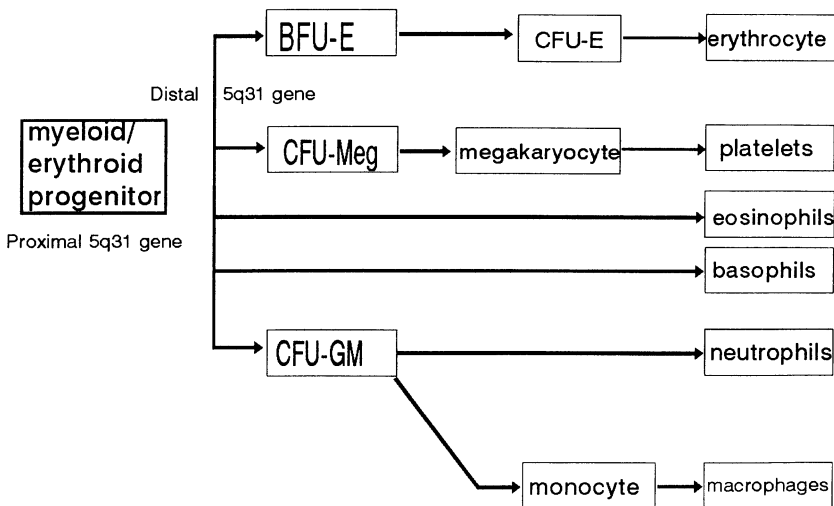 BFU-E
CFU-E
erythrocyte
Distal 5q31 gene
myeloid/
erythroid
progenitor
CFU-Meg
megakaryocyte
platelets
eosinophils
Proximal 5q31 gene
basophils
CFU-GM
neutrophils
monocyte
macrophages